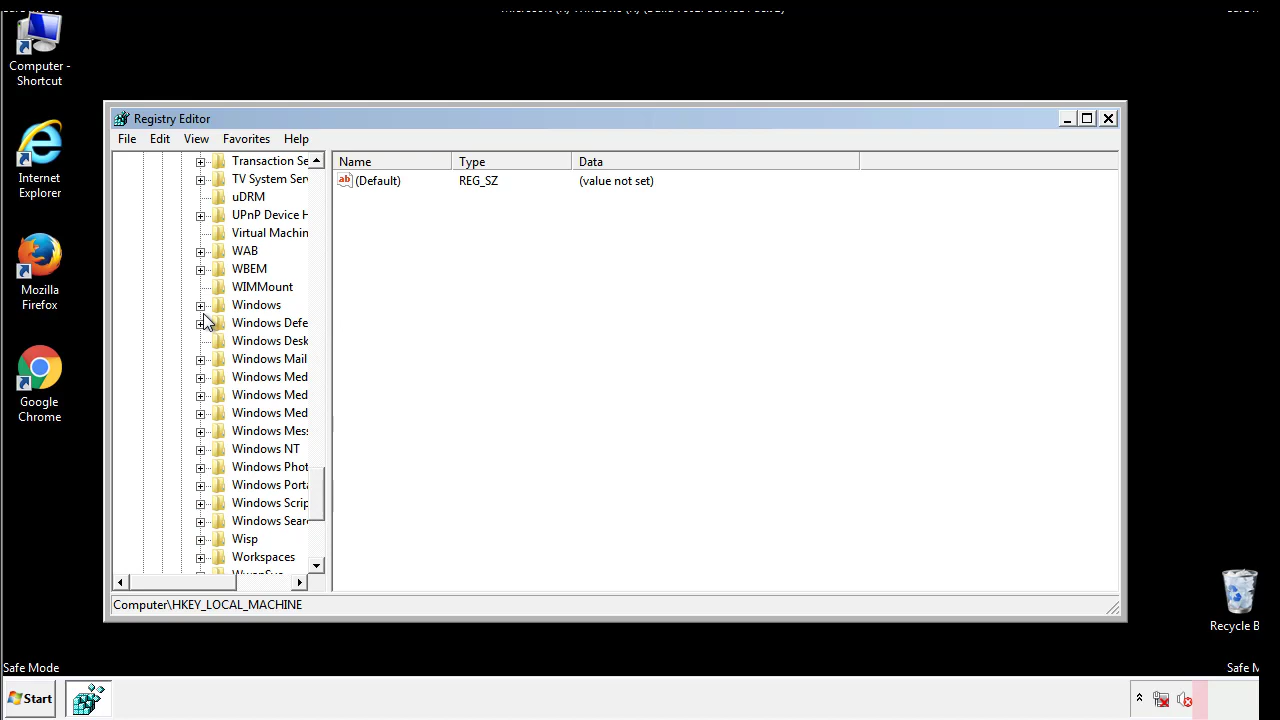 Computer -
Shortcut
Internet
Explorer
Mozilla
Firefox
Google
Chrome
Registry Editor
File Edit View Favorites Help
Name Type Data
(Default) REG_SZ (value not set)
Transaction Se
TV System Serv
uDRM
UPnP Device H
Virtual Machin
WAB
WBEM
WIMMount
Windows
Windows Defe
Windows Desk
Windows Mail
Windows Med
Windows Med
Windows Med
Windows Mess
Windows NT
Windows Phot
Windows Porta
Windows Scrip
Windows Sear
Wisp
Workspaces
Computer\HKEY_LOCAL_MACHINE
Recycle B
Safe Mode
Safe M
Start